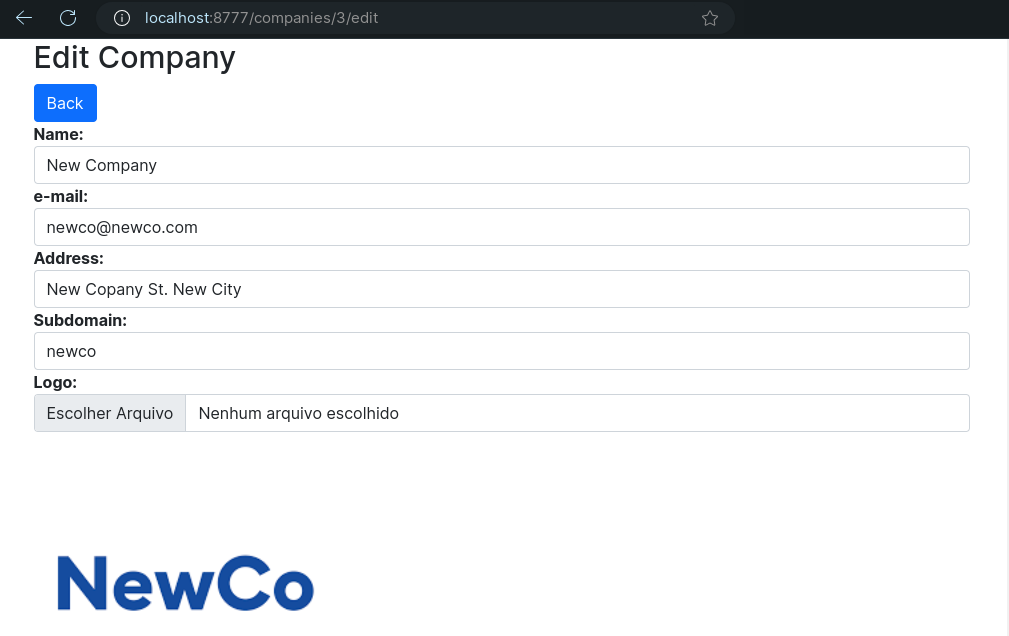 localhost:8777/companies/3/edit
Edit Company
Back
Name:
New Company
e-mail:
newco@newco.com
Address:
New Copany St. New City
Subdomain:
newco
Logo:
Escolher Arquivo Nenhum arquivo escolhido
NewCo